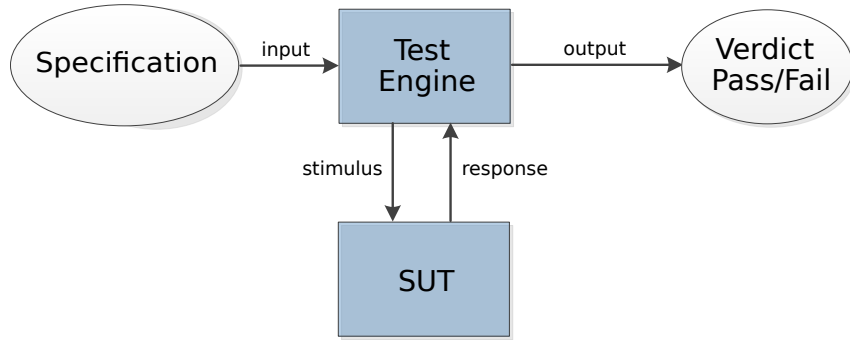 Specification
input
Test
Engine
output
Verdict
Pass/Fail
stimulus
response
SUT